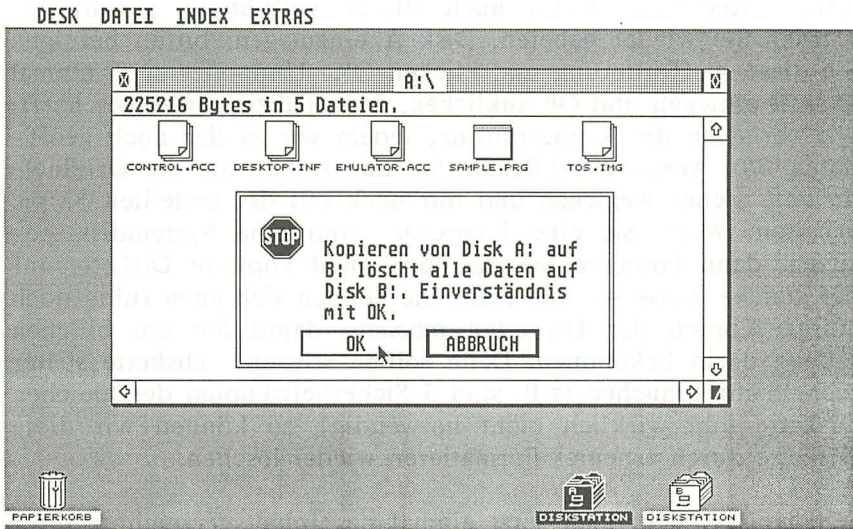 DESK DATEI INDEX EXTRAS
A:\
225216 Bytes in 5 Dateien.
CONTROL.ACC DESKTOP.INF EMULATOR.ACC SAMPLE.PRG TOS.IMG
STOP
Kopieren von Disk A: auf
B: löscht alle Daten auf
Disk B:. Einverständnis
mit OK.
OK ABBRUCH
A B
PAPIERKORB DISKSTATION DISKSTATION